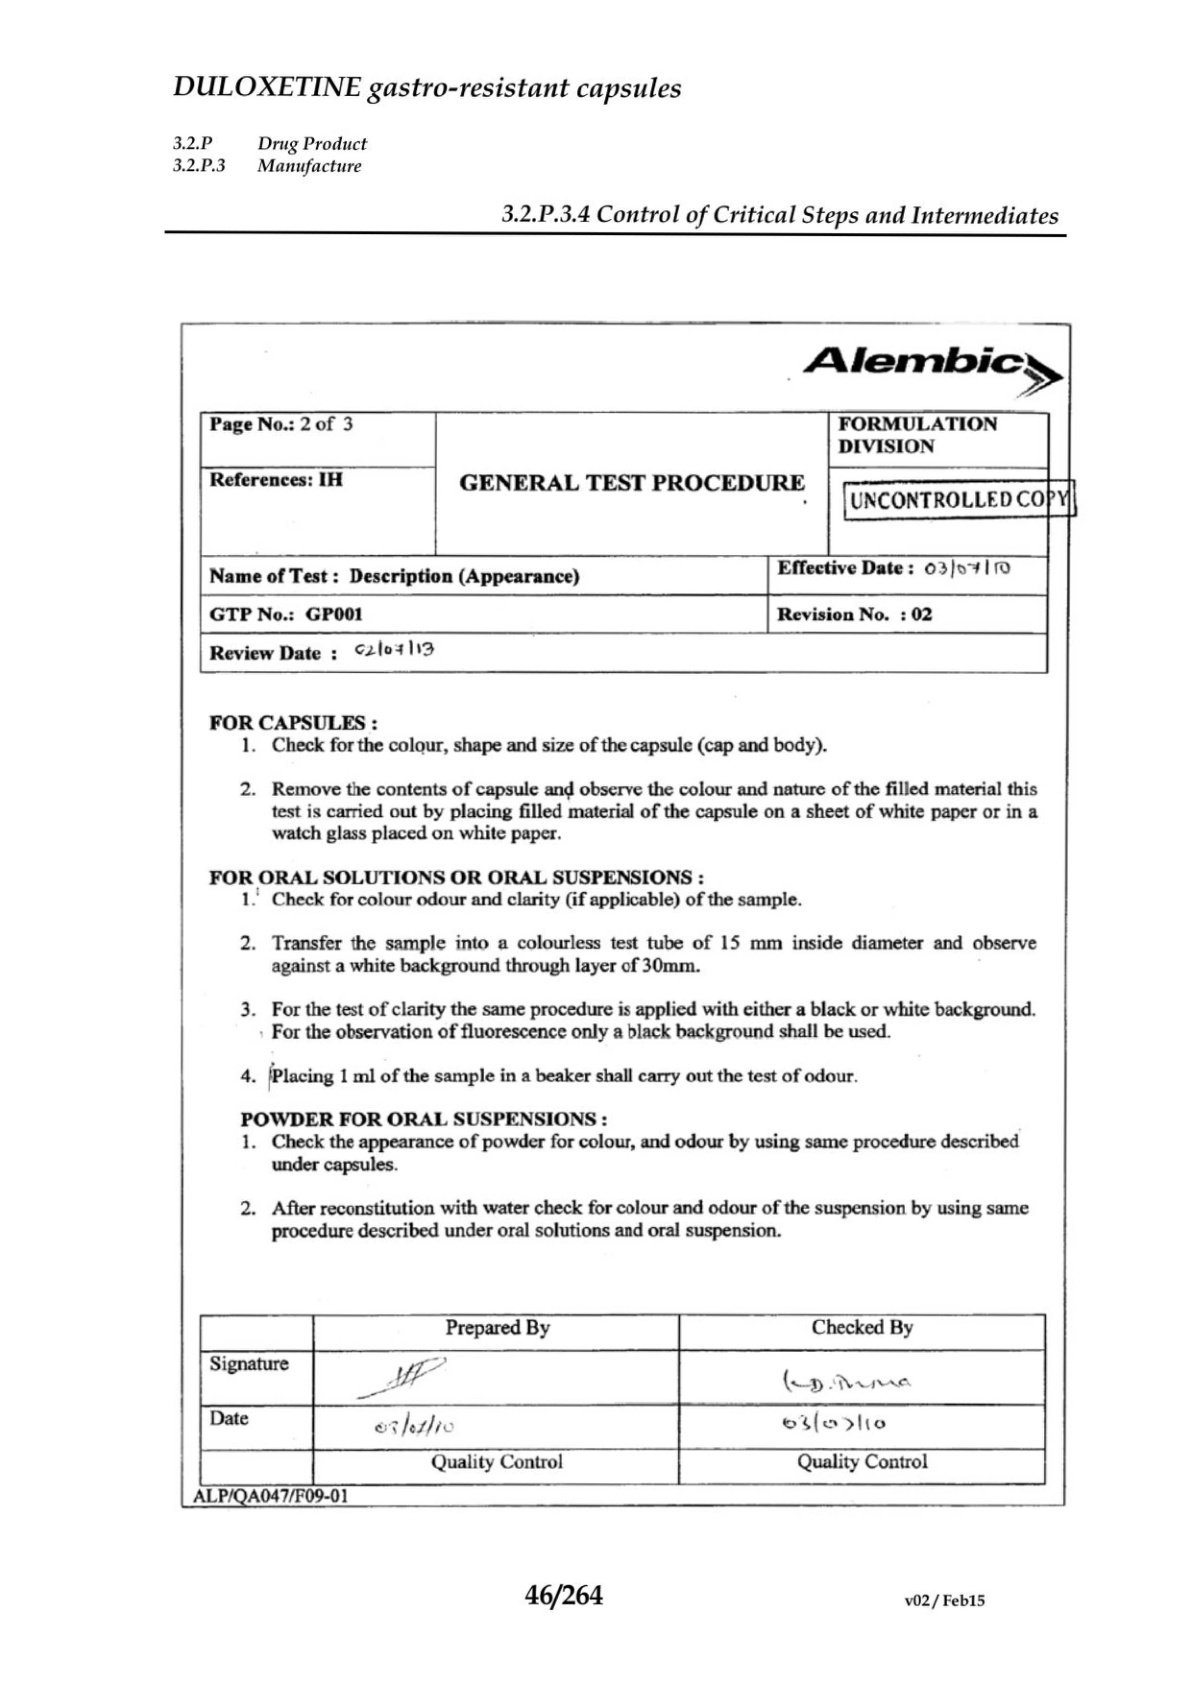 DULOXETINE gastro-resistant capsules
3.2.P Drug Product
3.2.P.3 Manufacture
3.2.P.3.4 Control of Critical Steps and Intermediates
Alembic
Page No.: 2 of 3
References: IH
GENERAL TEST PROCEDURE
FORMULATION
DIVISION
UNCONTROLLED COPY
Name of Test : Description (Appearance)
Effective Date : 03/07/10
GTP No.: GP001
Revision No. : 02
Review Date : 02/07/13
FOR CAPSULES :
1. Check for the colour, shape and size of the capsule (cap and body).
2. Remove the contents of capsule and observe the colour and nature of the filled material this
test is carried out by placing filled material of the capsule on a sheet of white paper or in a
watch glass placed on white paper.
FOR ORAL SOLUTIONS OR ORAL SUSPENSIONS :
1. Check for colour odour and clarity (if applicable) of the sample.
2. Transfer the sample into a colourless test tube of 15 mm inside diameter and observe
against a white background through layer of 30mm.
3. For the test of clarity the same procedure is applied with either a black or white background.
For the observation of fluorescence only a black background shall be used.
4. Placing 1 ml of the sample in a beaker shall carry out the test of odour.
POWDER FOR ORAL SUSPENSIONS :
1. Check the appearance of powder for colour, and odour by using same procedure described
under capsules.
2. After reconstitution with water check for colour and odour of the suspension by using same
procedure described under oral solutions and oral suspension.
Prepared By
Checked By
Signature
Date
03/07/10
03/07/10
Quality Control
Quality Control
ALP/QA047/F09-01
46/264
v02 / Feb15